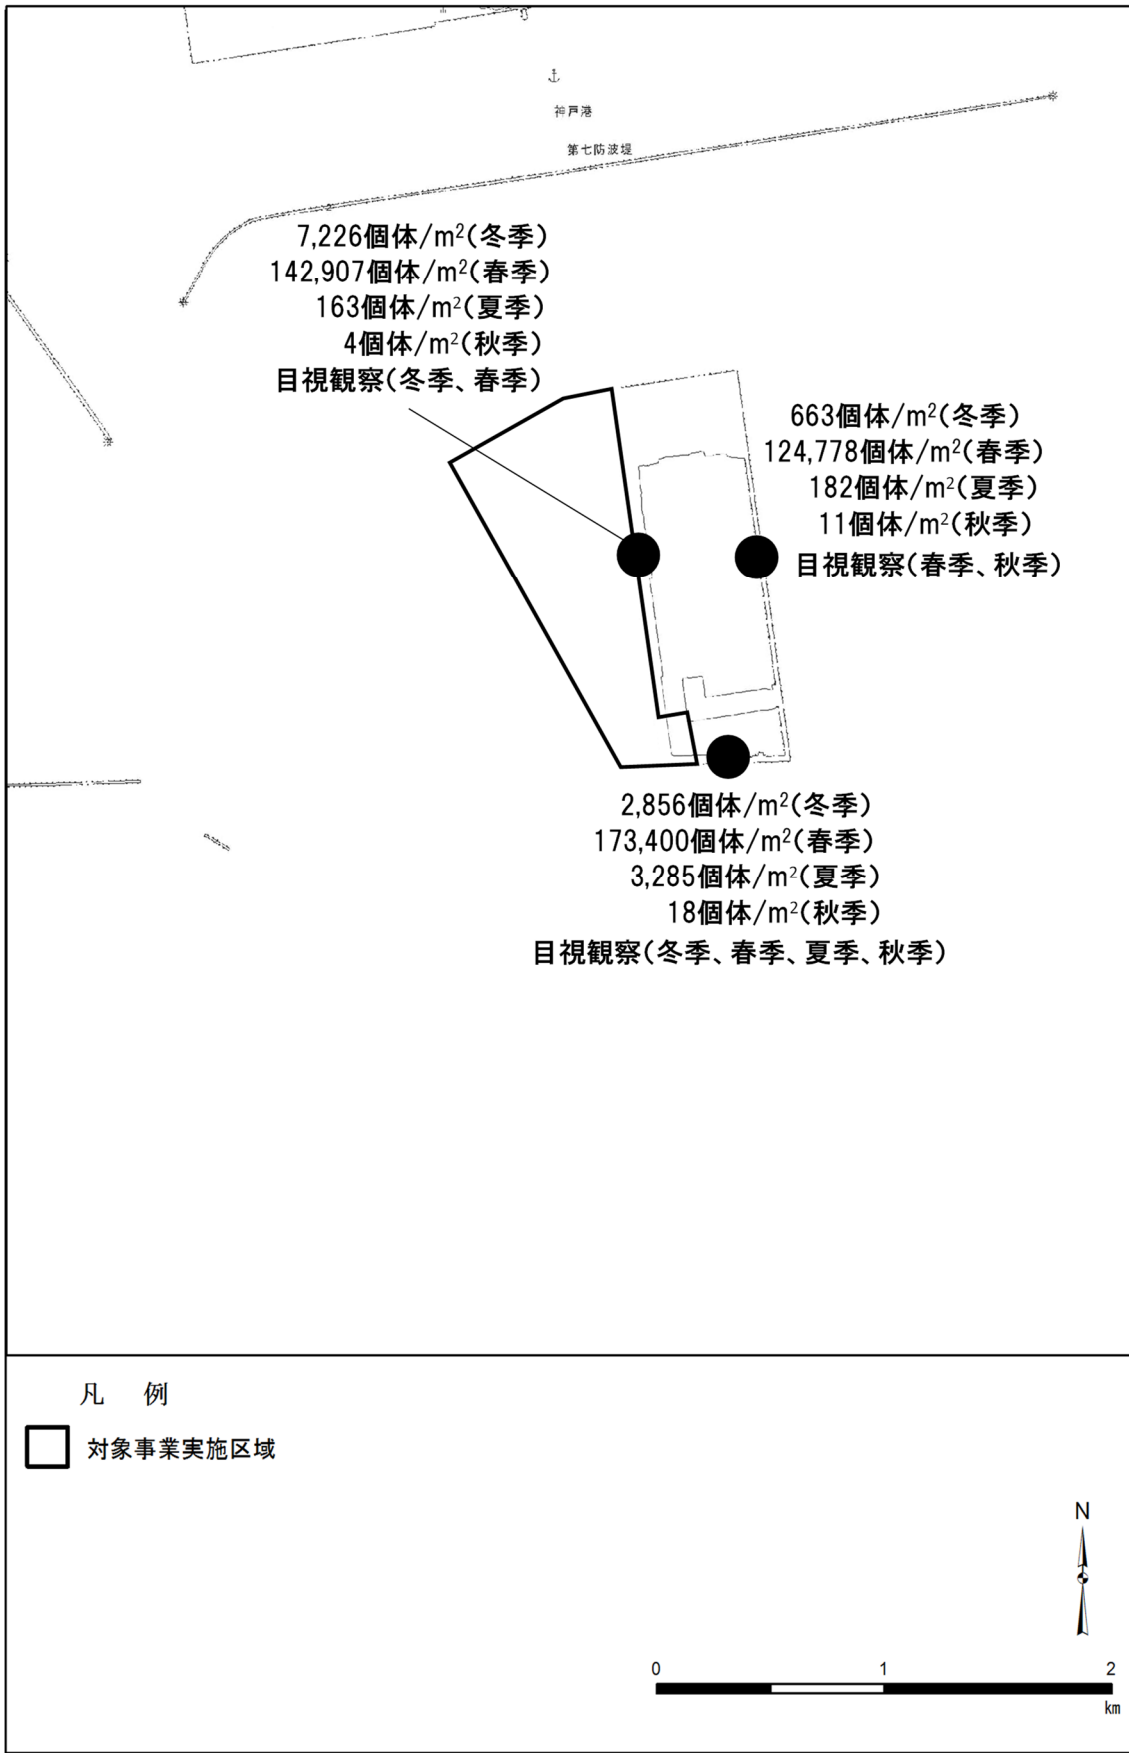 神戸港
第七防波堤
7,226個体/m²(冬季)
142,907個体/m²(春季)
163個体/m²(夏季)
4個体/m²(秋季)
目視観察(冬季、春季)
663個体/m²(冬季)
124,778個体/m²(春季)
182個体/m²(夏季)
11個体/m²(秋季)
目視観察(春季、秋季)
2,856個体/m²(冬季)
173,400個体/m²(春季)
3,285個体/m²(夏季)
18個体/m²(秋季)
目視観察(冬季、春季、夏季、秋季)
凡 例
対象事業実施区域
N
0 1 2
km